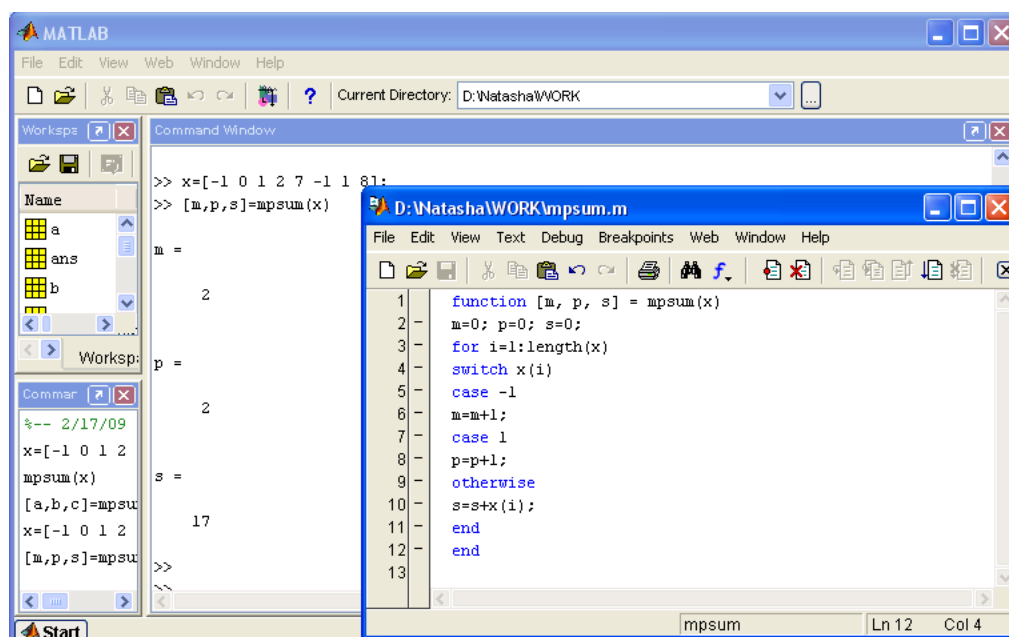 MATLAB
File Edit View Web Window Help
? Current Directory: D:\Natasha\WORK ...
Workspa
Name
a
ans
b
Worksp
Commar
%-- 2/17/09
x=[-1 0 1 2
mpsum(x)
[a,b,c]=mpsu
x=[-1 0 1 2
[m,p,s]=mpsu
Start
Command Window
>> x=[-1 0 1 2 7 -1 1 8];
>> [m,p,s]=mpsum(x)
m =
2
p =
2
s =
17
>>
D:\Natasha\WORK\mpsum.m
File Edit View Text Debug Breakpoints Web Window Help
1 function [m, p, s] = mpsum(x)
2 - m=0; p=0; s=0;
3 - for i=1:length(x)
4 - switch x(i)
5 - case -1
6 - m=m+1;
7 - case 1
8 - p=p+1;
9 - otherwise
10 - s=s+x(i);
11 - end
12 - end
13
mpsum Ln 12 Col 4